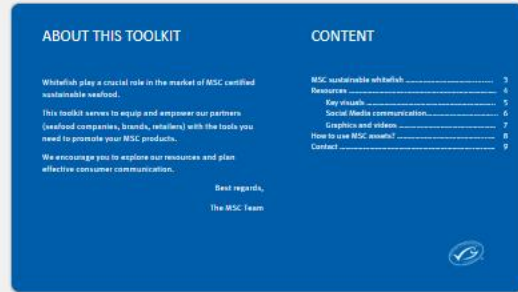 ABOUT THIS TOOLKIT
Whitefish play a crucial role in the market of MSC certified
sustainable seafood.
This toolkit serves to equip and empower our partners
(seafood companies, brands, retailers) with the tools you
need to promote your MSC products.
We encourage you to explore our resources and plan
effective consumer communication.
Best regards,
The MSC Team
CONTENT
MSC sustainable whitefish 3
Resources 4
Key visuals 5
Social Media communication 6
Graphics and videos 7
How to use MSC assets? 8
Contact 9